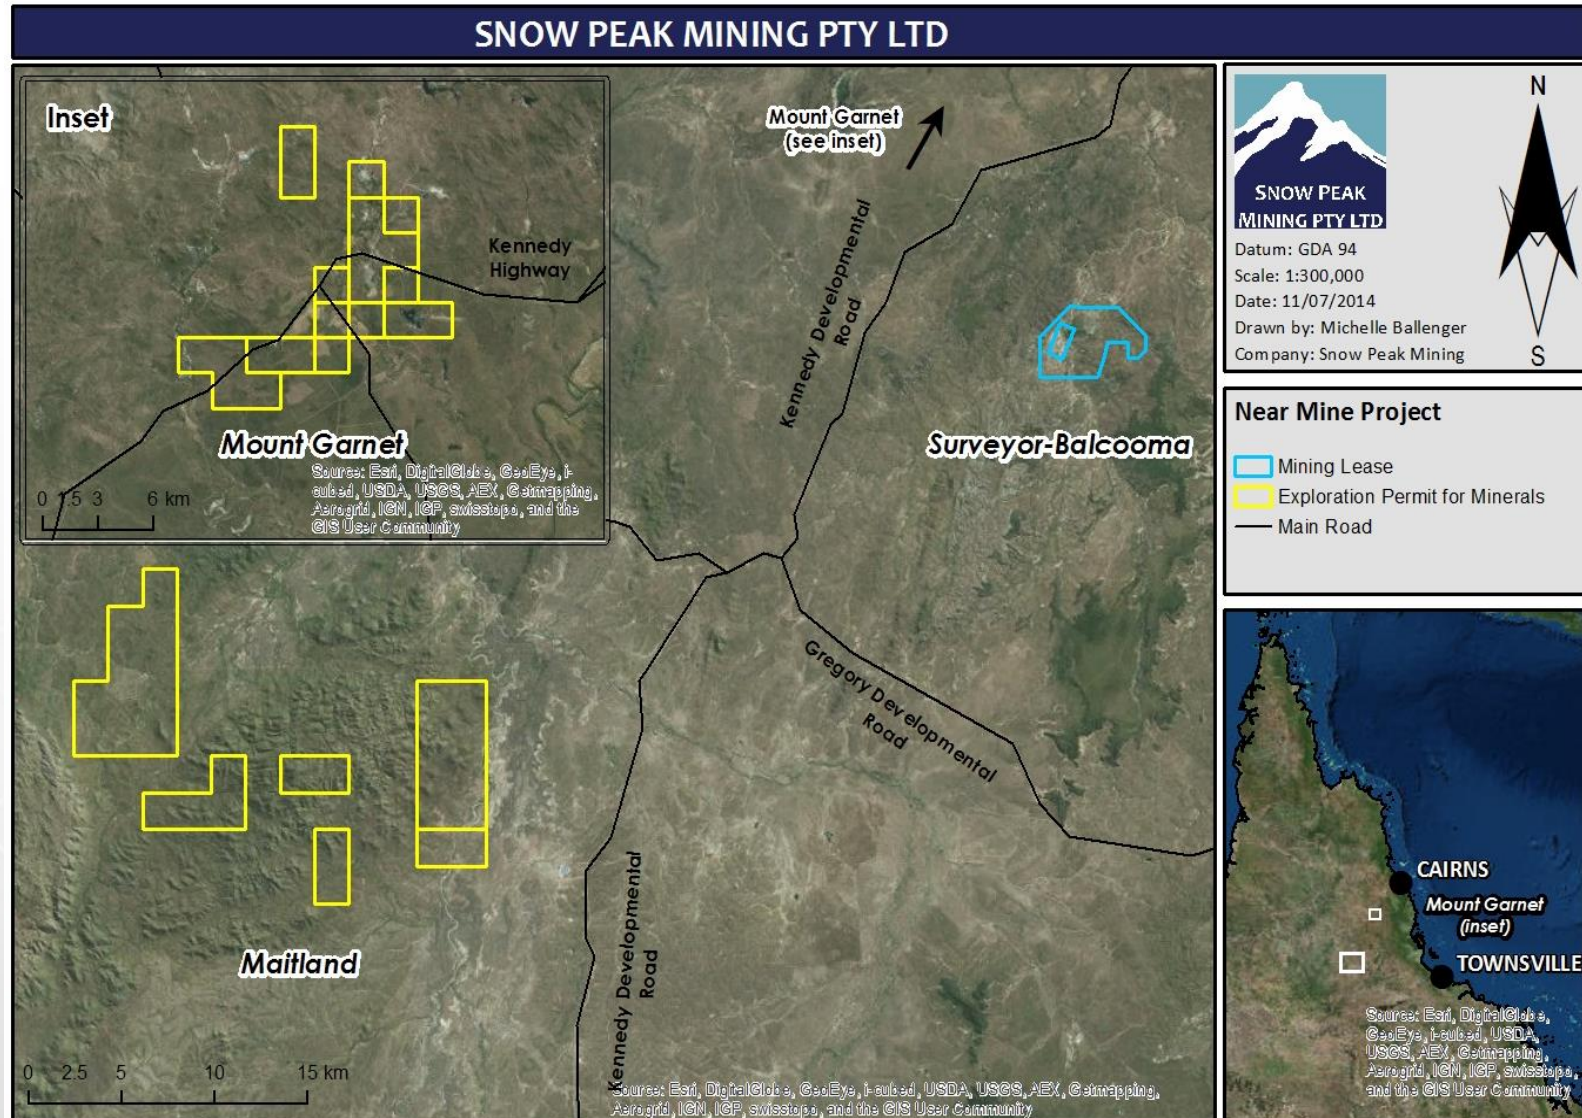 SNOW PEAK MINING PTY LTD
Inset
Kennedy
Highway
Mount Garnet
Source: Esri, DigitalGlobe, GeoEye, i-
cubed, USDA, USGS, AEX, Getmapping,
Aerogrid, IGN, IGP, swisstopo, and the
GIS User Community
0 1.5 3 6 km
Mount Garnet
(see inset)
Kennedy Developmental
Road
Surveyor-Balcooma
Gregory Developmental
Road
Kennedy Developmental
Road
Maitland
0 2.5 5 10 15 km
Source: Esri, DigitalGlobe, GeoEye, i-cubed, USDA, USGS, AEX, Getmapping,
Aerogrid, IGN, IGP, swisstopo, and the GIS User Community
SNOW PEAK
MINING PTY LTD
N
S
Datum: GDA 94
Scale: 1:300,000
Date: 11/07/2014
Drawn by: Michelle Ballenger
Company: Snow Peak Mining
Near Mine Project
Mining Lease
Exploration Permit for Minerals
Main Road
CAIRNS
Mount Garnet
(inset)
TOWNSVILLE
Source: Esri, DigitalGlobe,
GeoEye, i-cubed, USDA,
USGS, AEX, Getmapping,
Aerogrid, IGN, IGP, swisstopo,
and the GIS User Community